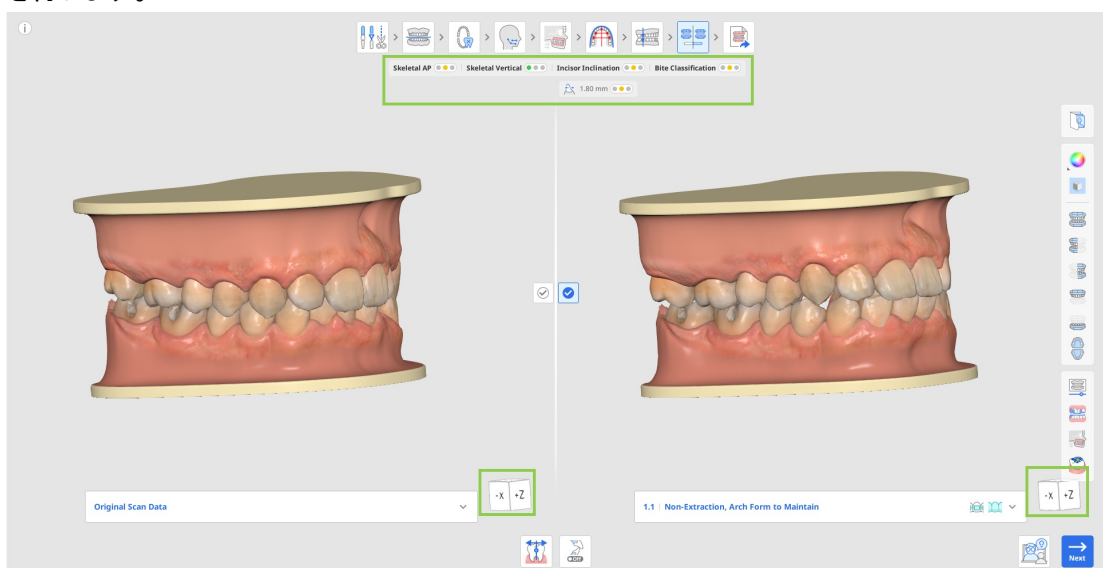 Skeletal AP Skeletal Vertical Incisor Inclination Bite Classification
1.80 mm
-X +Z
-X +Z
Original Scan Data
1.1 Non-Extraction, Arch Form to Maintain
OFF
Next